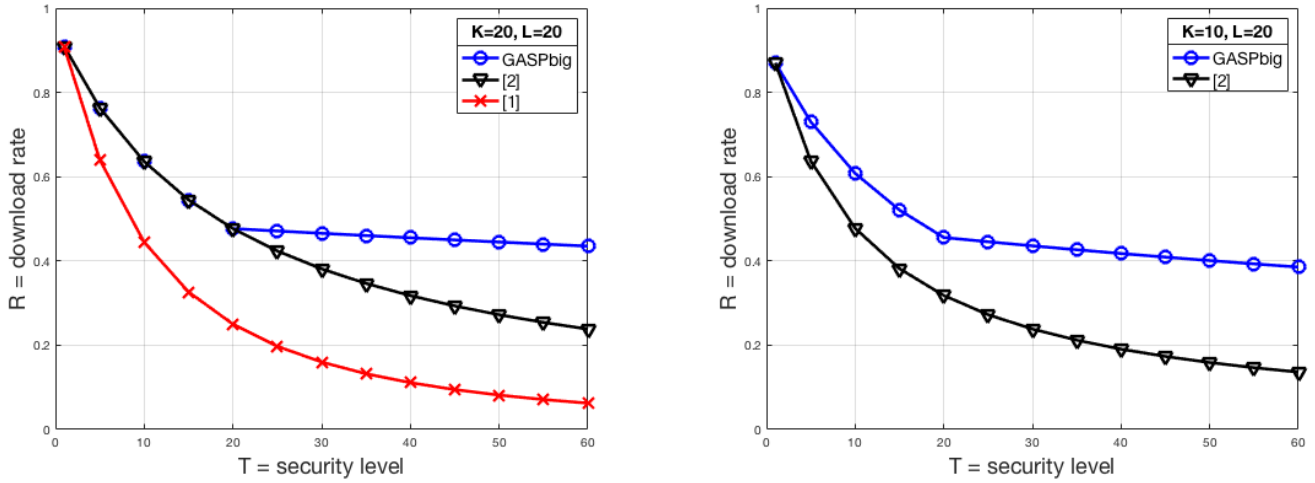 K=20, L=20
GASPbig
[2]
[1]
R = download rate
1
0.8
0.6
0.4
0.2
0
0 10 20 30 40 50 60
T = security level
K=10, L=20
GASPbig
[2]
R = download rate
1
0.8
0.6
0.4
0.2
0
0 10 20 30 40 50 60
T = security level